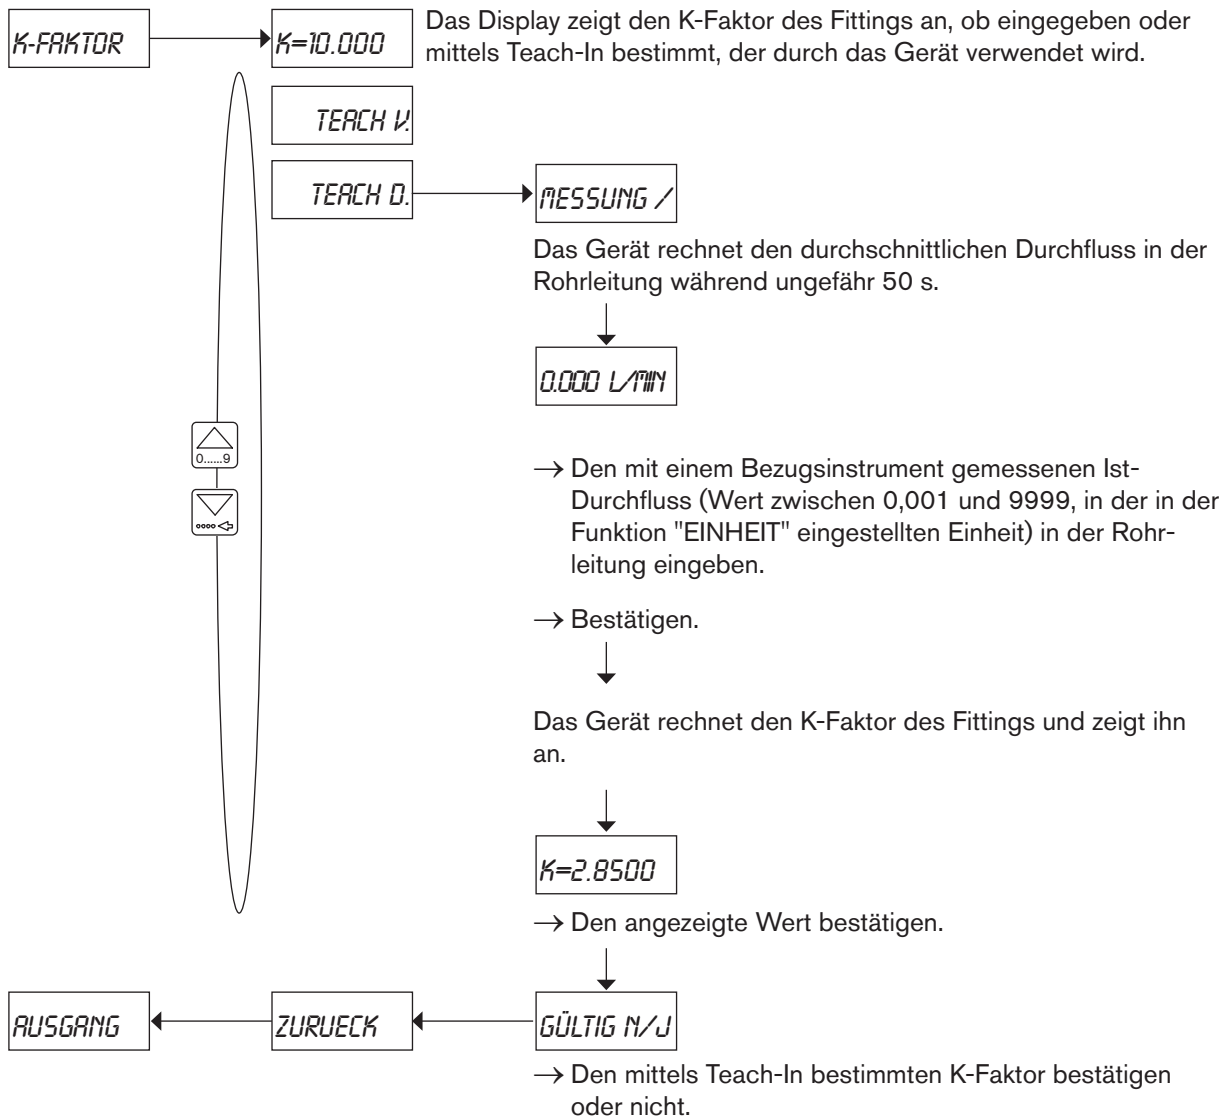 K-FAKTOR
K=10.000
Das Display zeigt den K-Faktor des Fittings an, ob eingegeben oder
mittels Teach-In bestimmt, der durch das Gerät verwendet wird.
TEACH V.
TEACH D.
MESSUNG /
Das Gerät rechnet den durchschnittlichen Durchfluss in der
Rohrleitung während ungefähr 50 s.
0.000 L/MIN
0......9
→ Den mit einem Bezugsinstrument gemessenen Ist-
Durchfluss (Wert zwischen 0,001 und 9999, in der in der
Funktion "EINHEIT" eingestellten Einheit) in der Rohr-
leitung eingeben.
→ Bestätigen.
Das Gerät rechnet den K-Faktor des Fittings und zeigt ihn
an.
K=2.8500
→ Den angezeigte Wert bestätigen.
AUSGANG
ZURUECK
GÜLTIG N/J
→ Den mittels Teach-In bestimmten K-Faktor bestätigen
oder nicht.